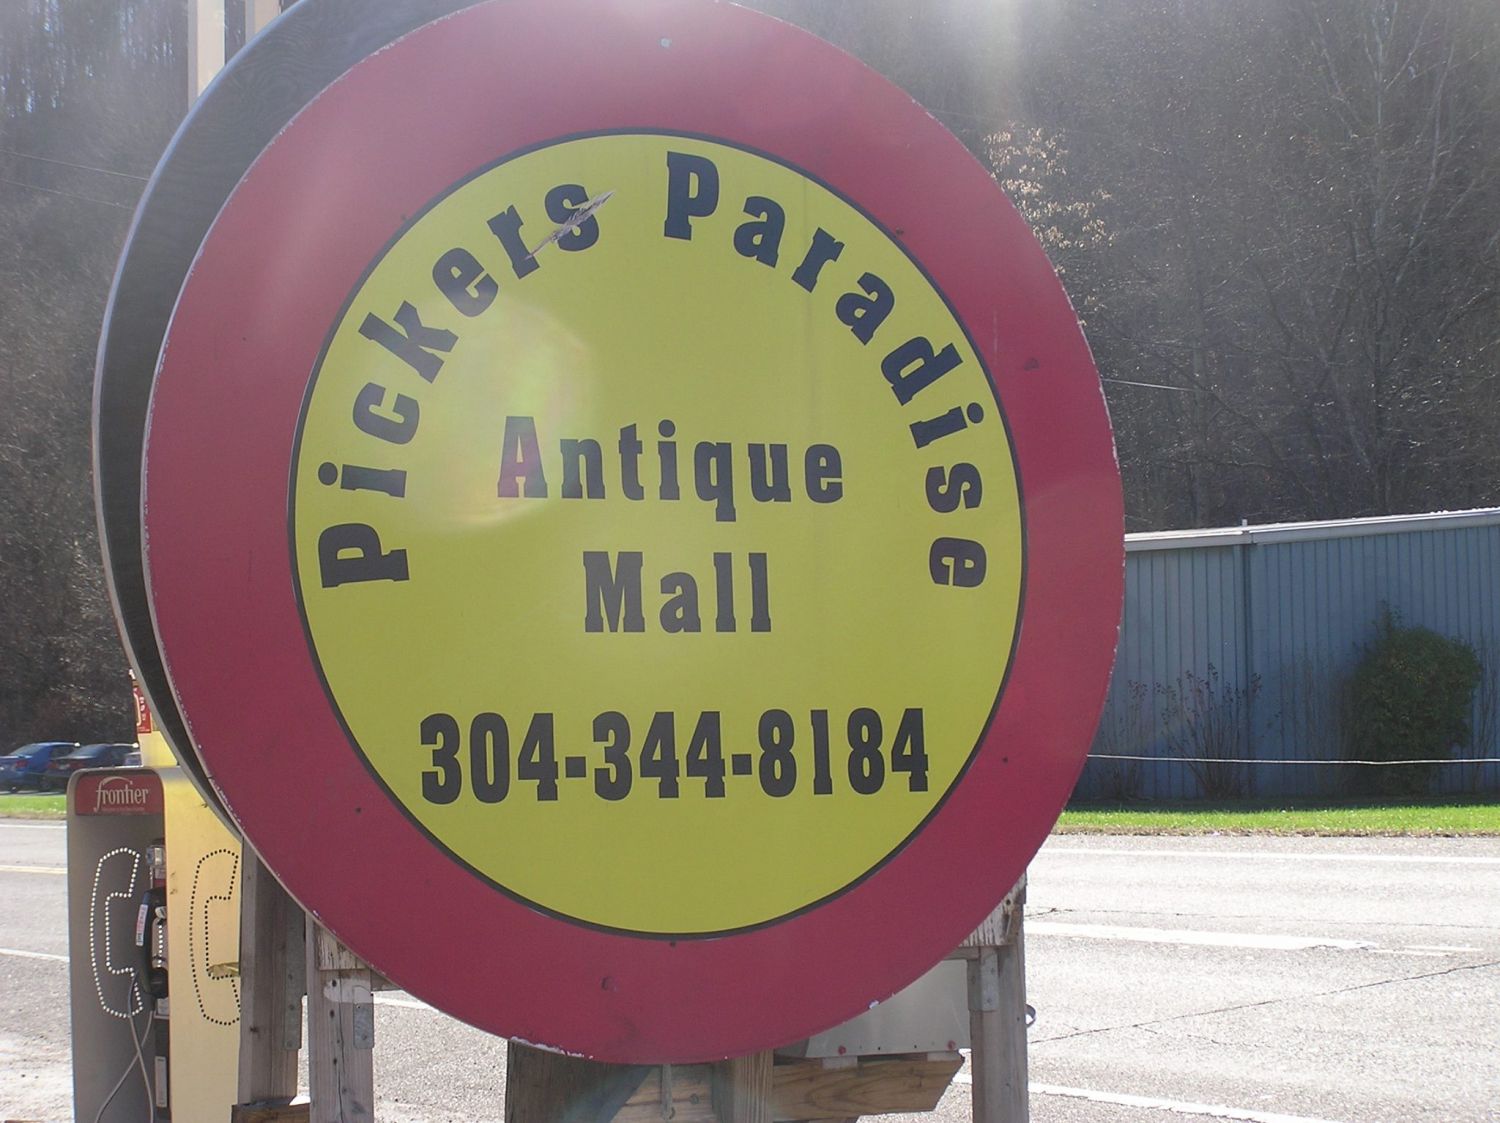 Pickers Paradise
Antique
Mall
304-344-8184
frontier